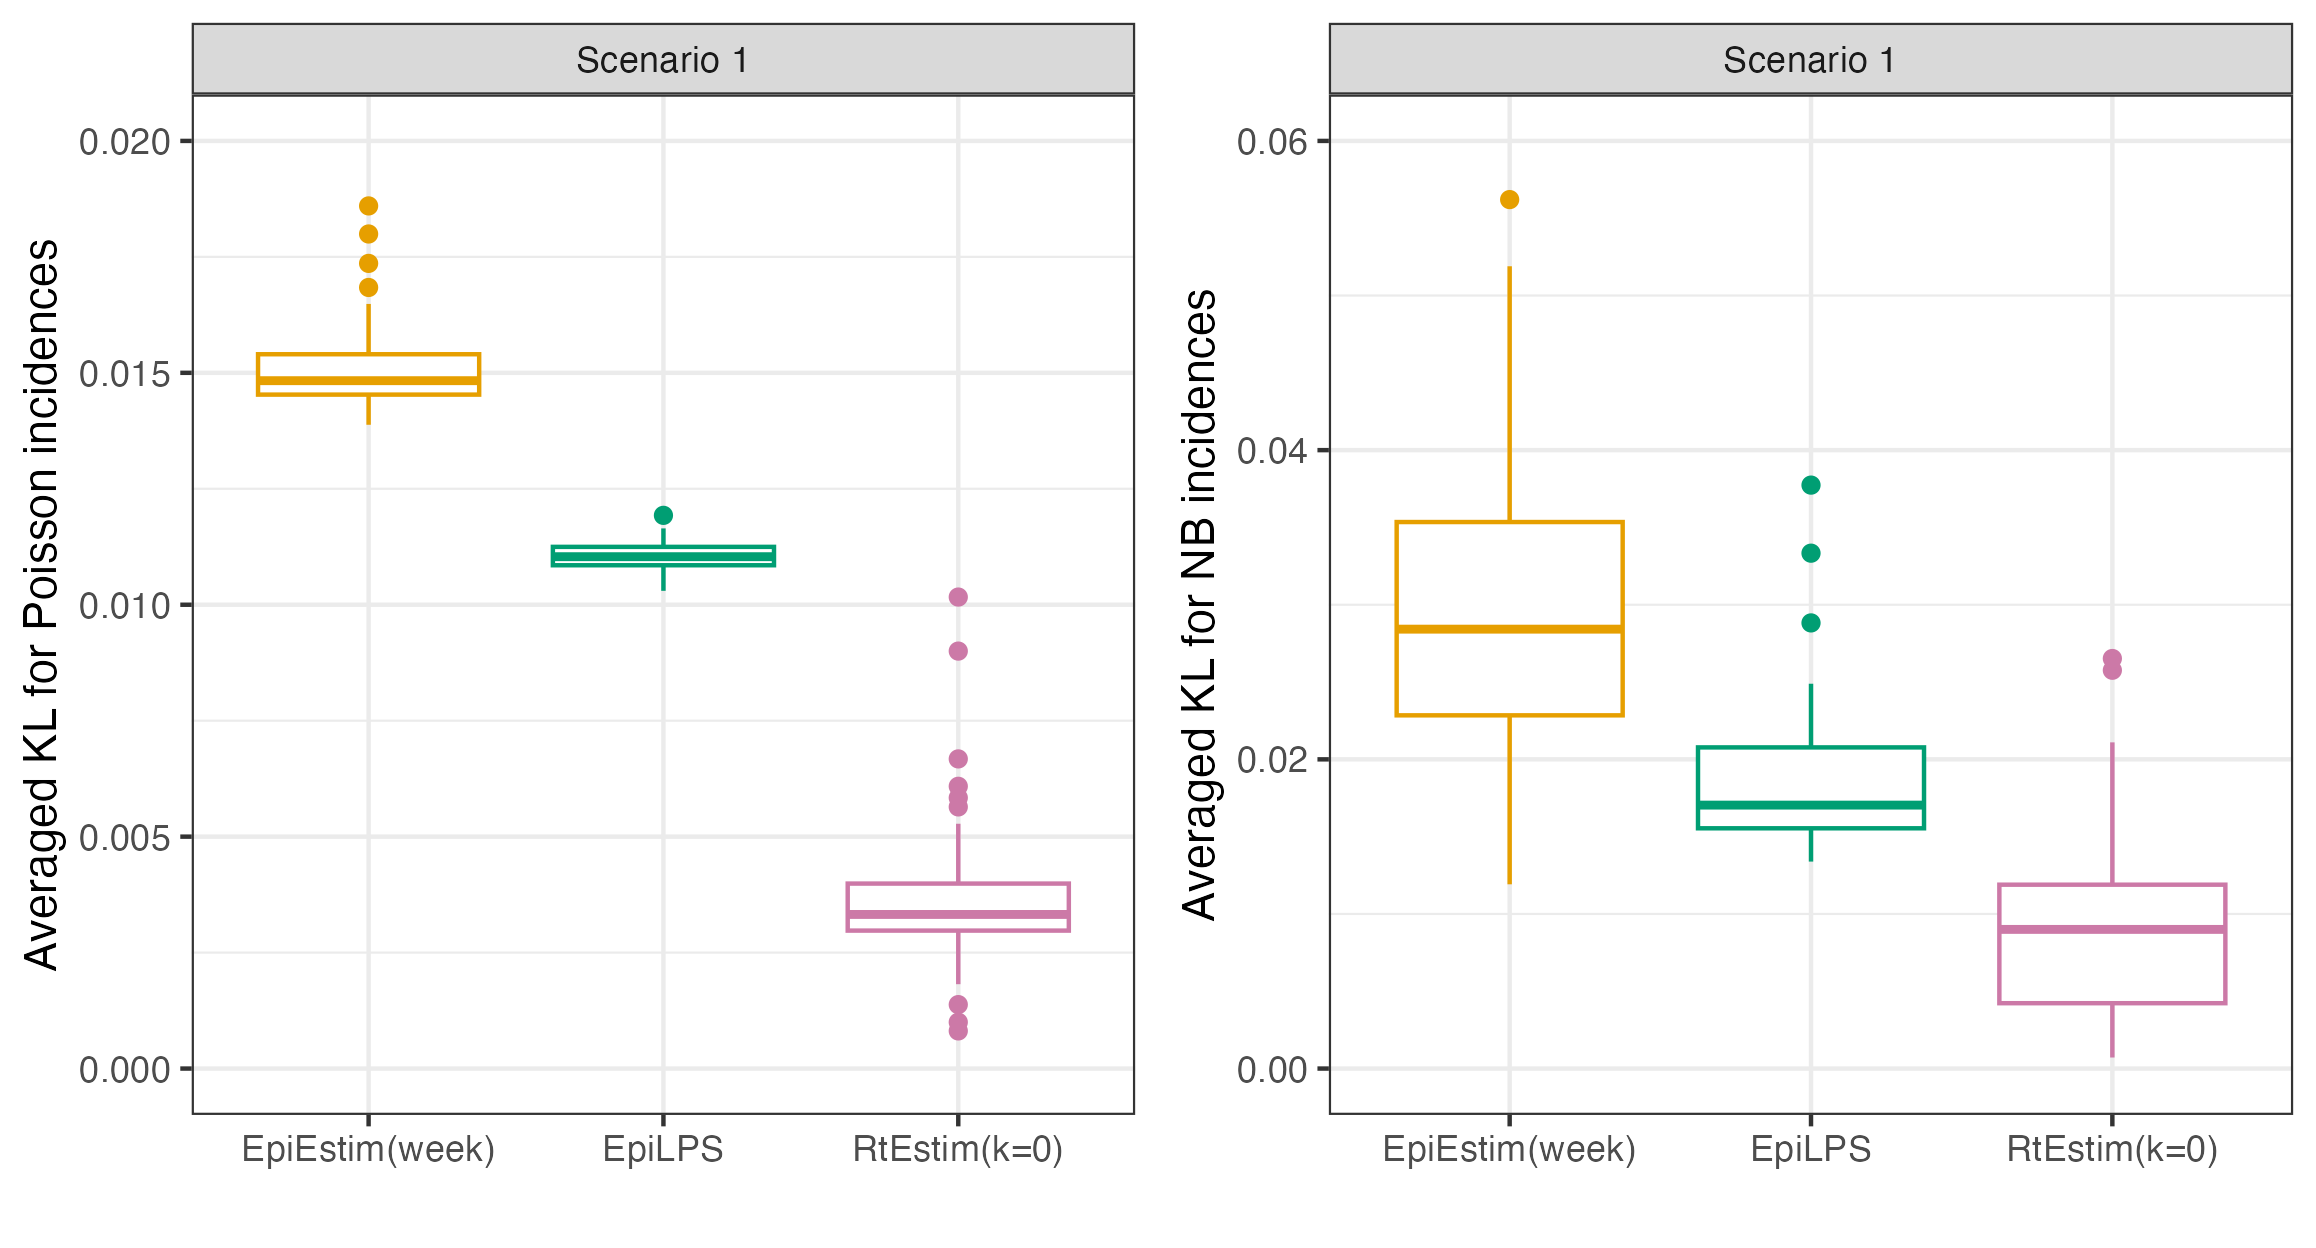 Scenario 1
Averaged KL for Poisson incidences
0.020
0.015
0.010
0.005
0.000
EpiEstim(week) EpiLPS RtEstim(k=0)
Scenario 1
Averaged KL for NB incidences
0.06
0.04
0.02
0.00
EpiEstim(week) EpiLPS RtEstim(k=0)